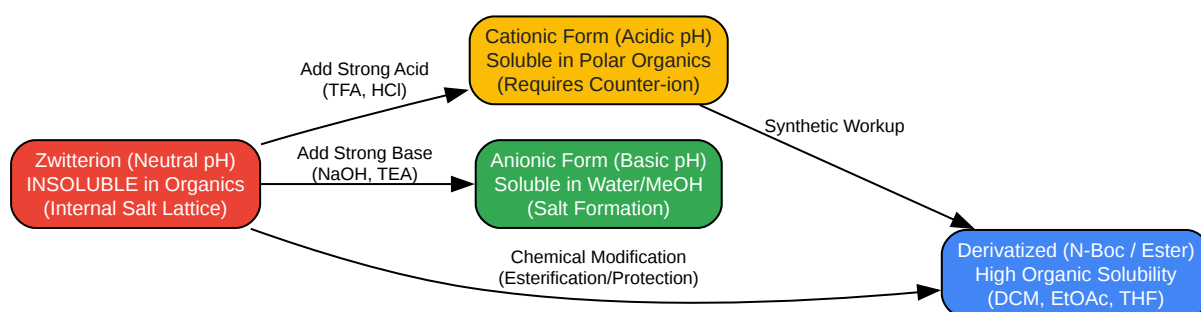 Cationic Form (Acidic pH)
Soluble in Polar Organics
(Requires Counter-ion)
Add Strong Acid
(TFA, HCl)
Synthetic Workup
Zwitterion (Neutral pH)
INSOLUBLE in Organics
(Internal Salt Lattice)
Add Strong Base
(NaOH, TEA)
Anionic Form (Basic pH)
Soluble in Water/MeOH
(Salt Formation)
Chemical Modification
(Esterification/Protection)
Derivatized (N-Boc / Ester)
High Organic Solubility
(DCM, EtOAc, THF)